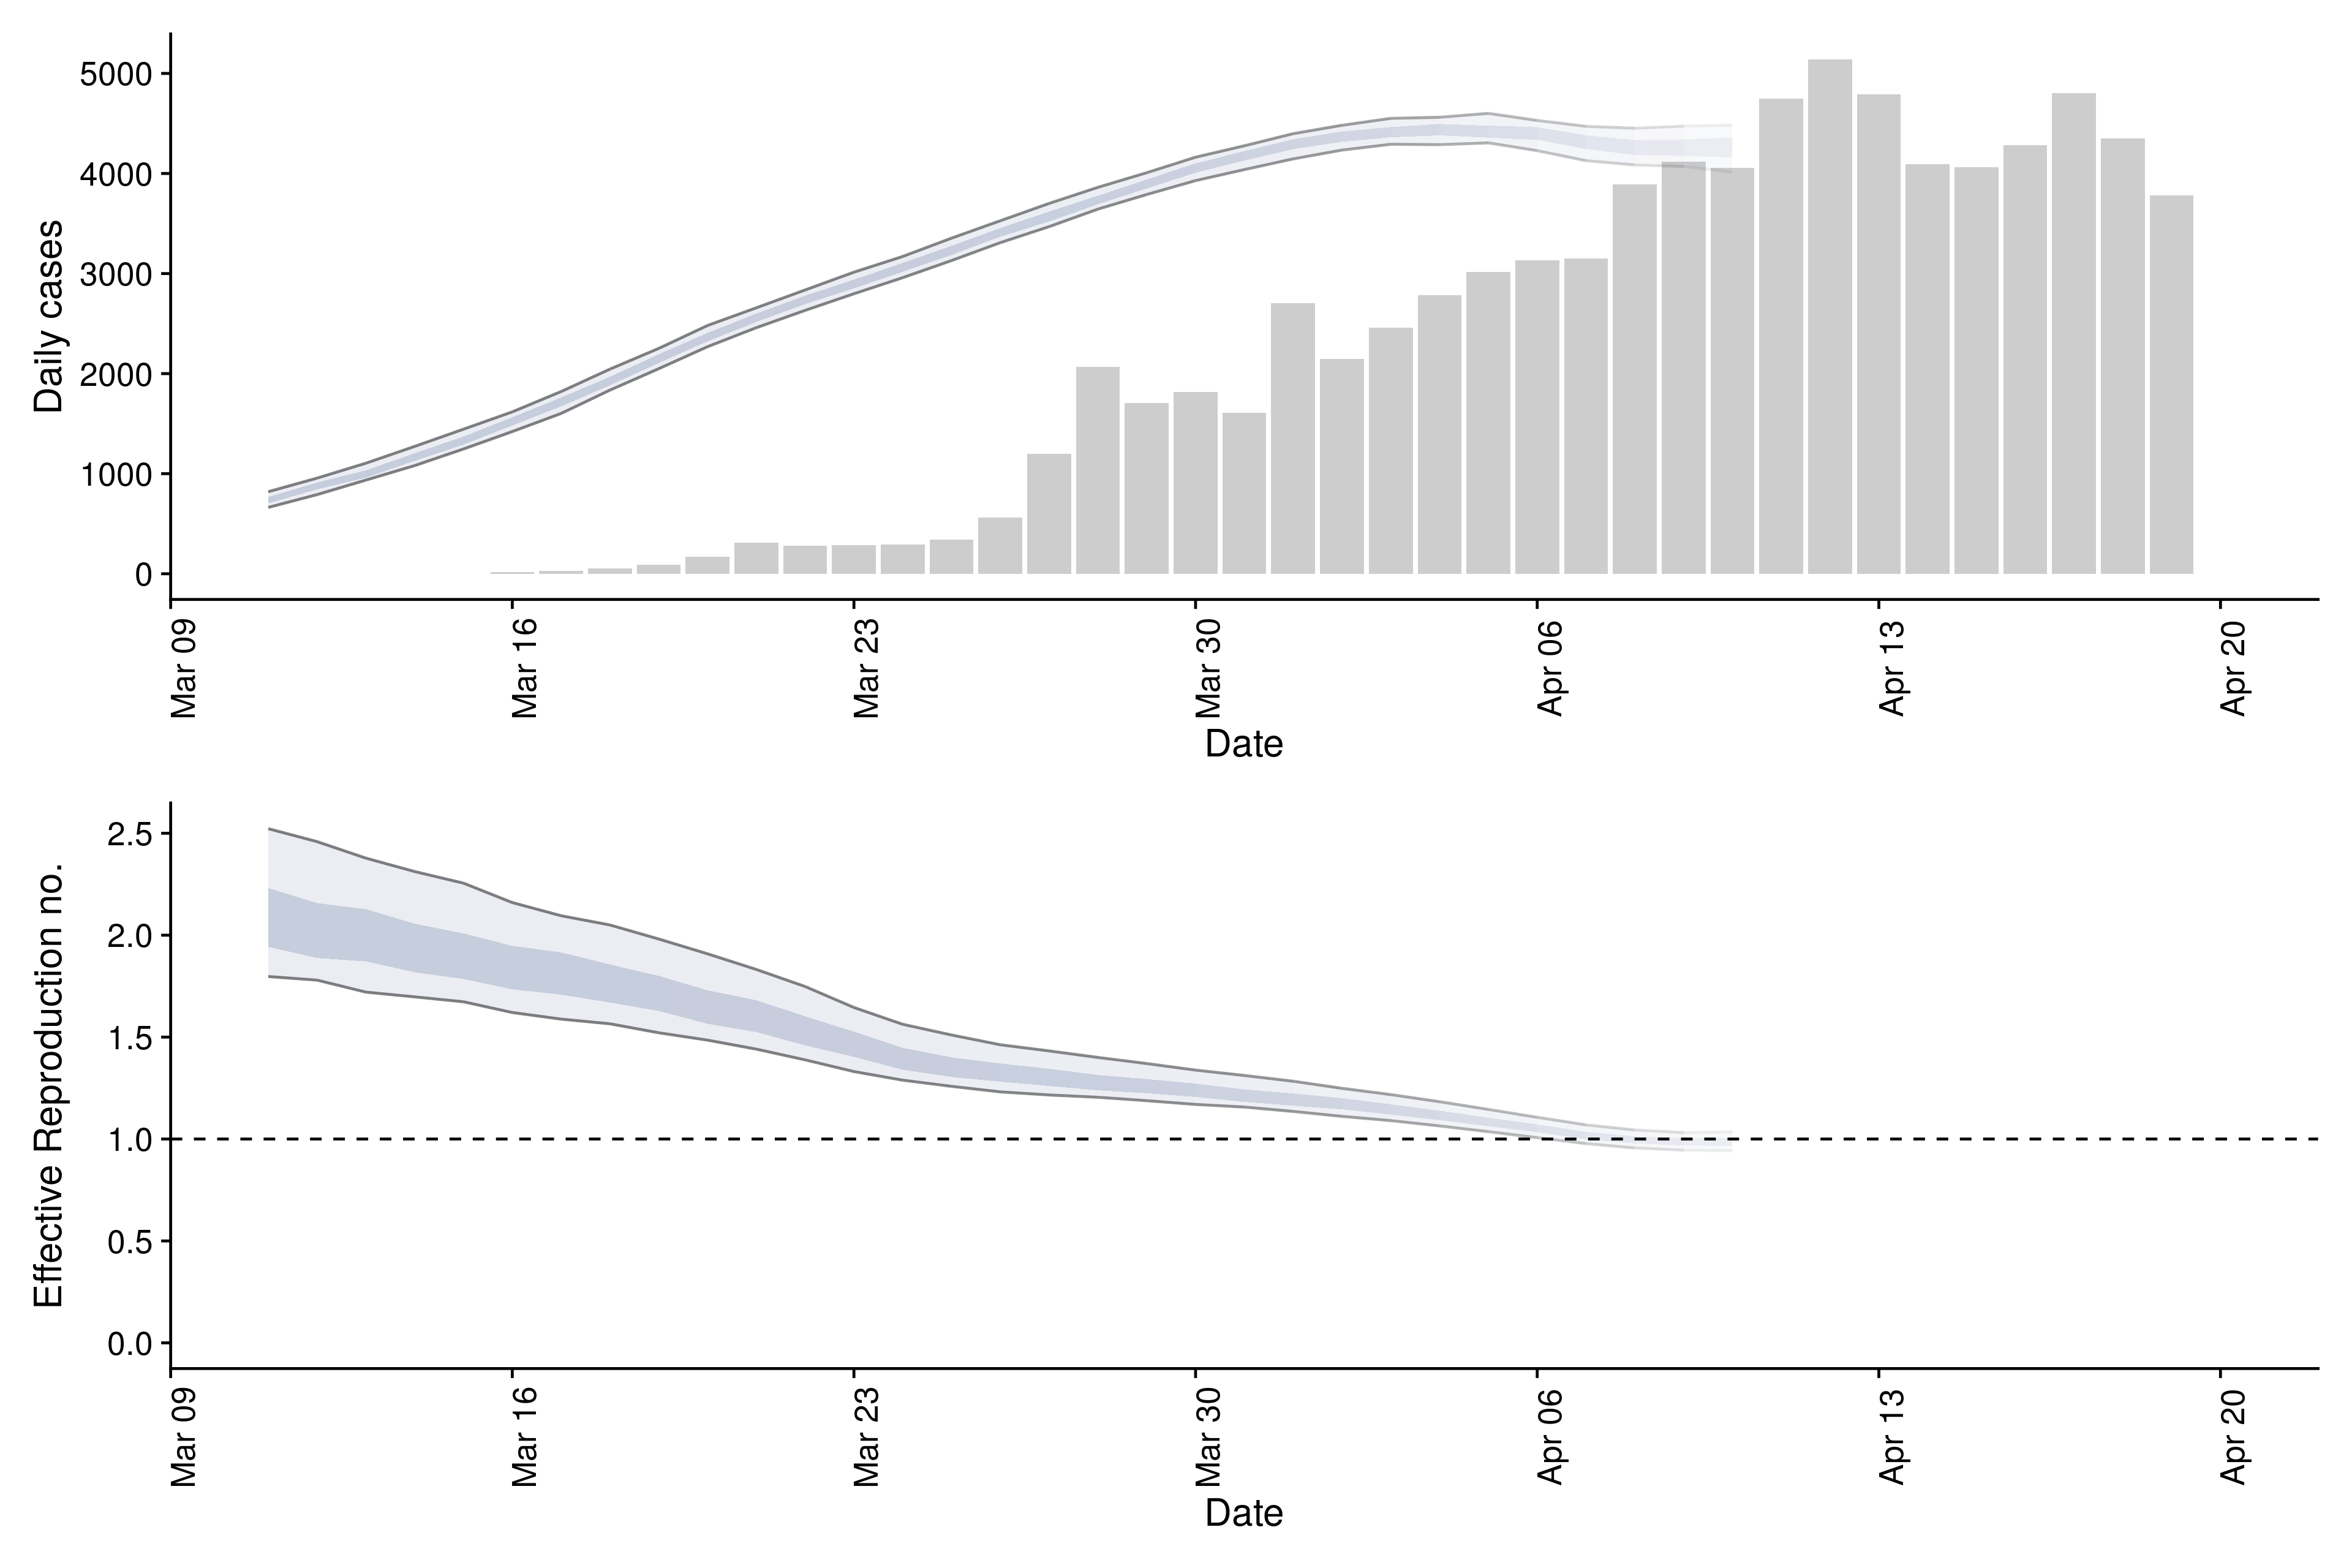 Daily cases
5000
4000
3000
2000
1000
0
Mar 09
Mar 16
Mar 23
Mar 30
Apr 06
Apr 13
Apr 20
Date
Effective Reproduction no.
2.5
2.0
1.5
1.0
0.5
0.0
Mar 09
Mar 16
Mar 23
Mar 30
Apr 06
Apr 13
Apr 20
Date